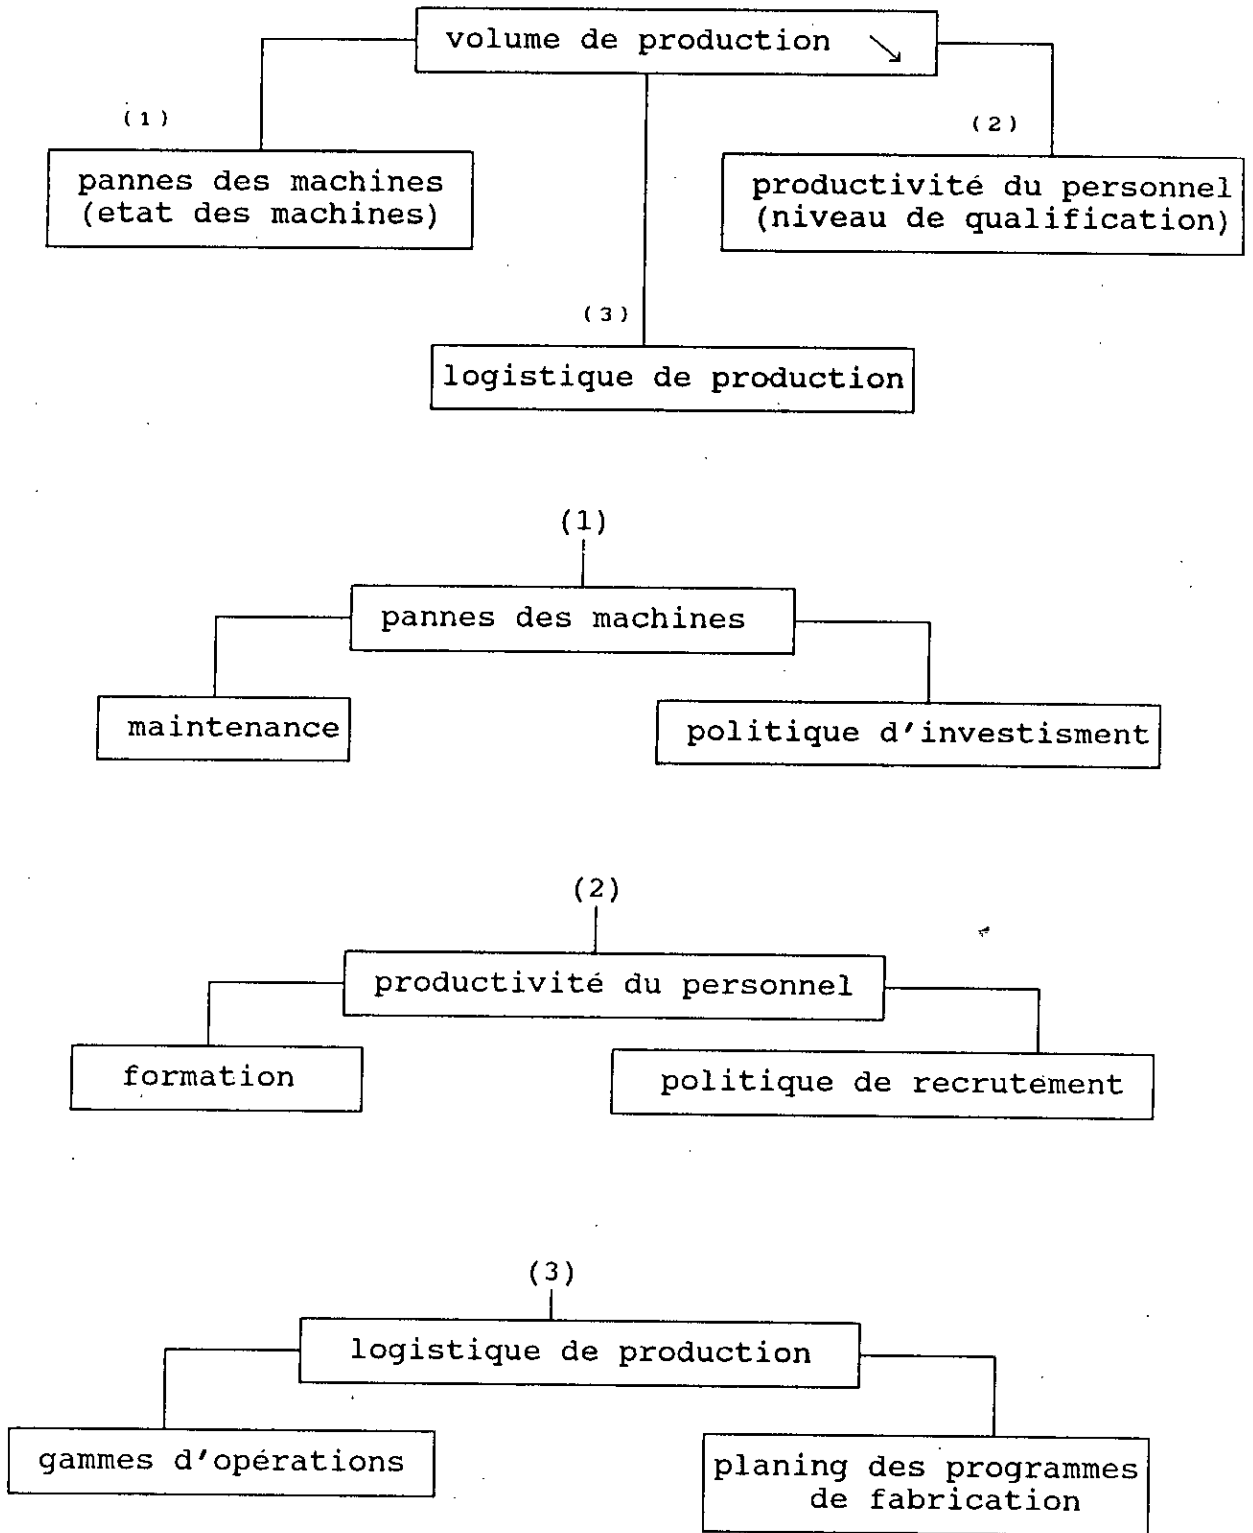 volume de production ↘
(1)
(2)
pannes des machines
(etat des machines)
productivité du personnel
(niveau de qualification)
(3)
logistique de production
(1)
pannes des machines
maintenance
politique d'investisment
(2)
productivité du personnel
formation
politique de recrutement
(3)
logistique de production
gammes d'opérations
planing des programmes
de fabrication